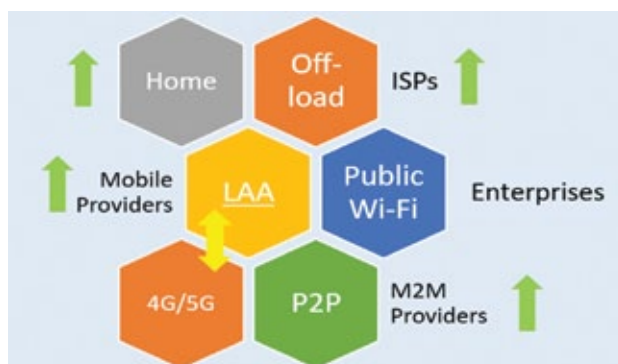 Home
Off-
load
ISPs
Mobile
Providers
LAA
Public
Wi-Fi
Enterprises
4G/5G
P2P
M2M
Providers